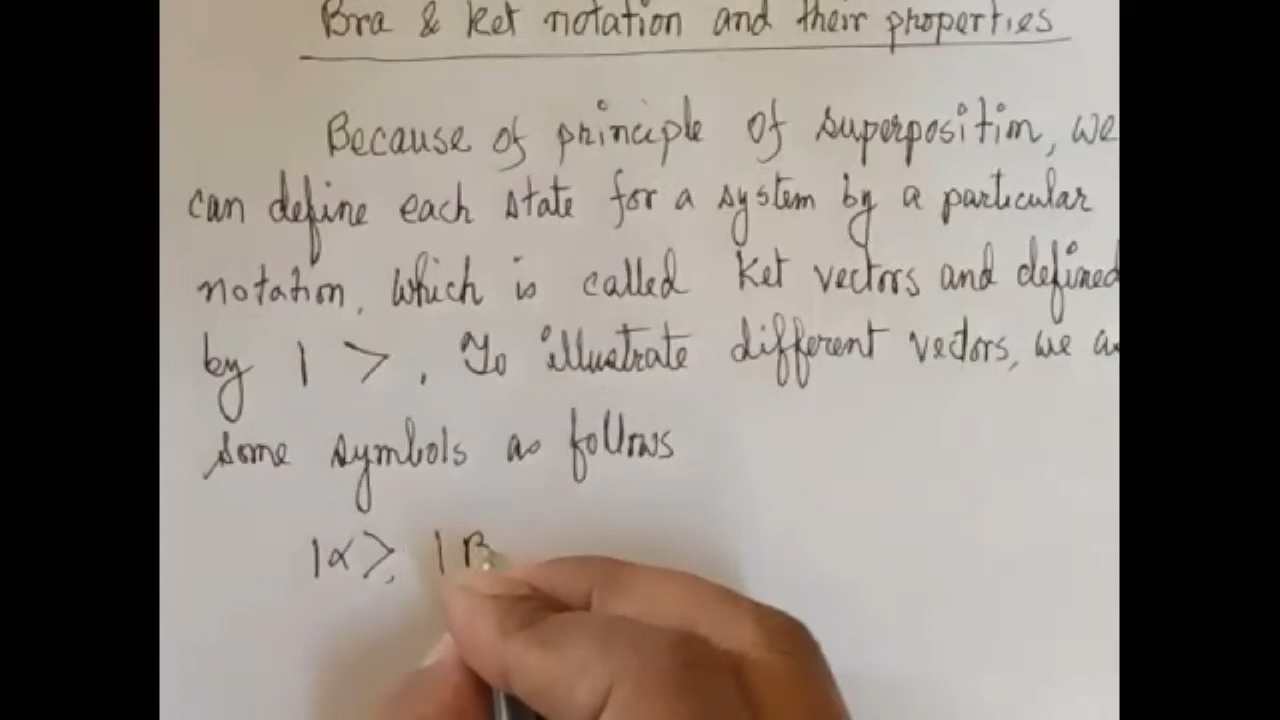 Bra & Ket notation and their properties
Because of principle of superposition, we
can define each state for a system by a particular
notation, which is called Ket vectors and defined
by | >. To illustrate different vectors, we
some symbols as follows
|α>, | β